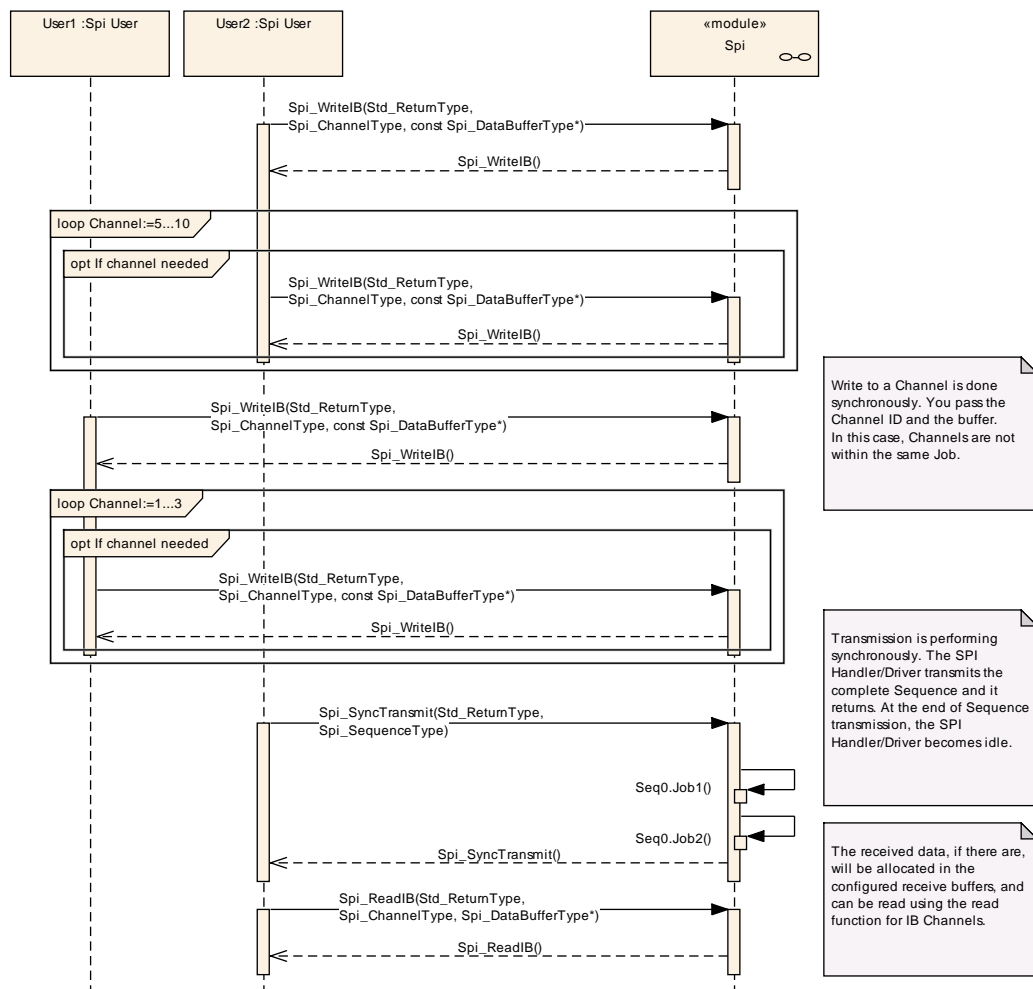 User1 :Spi User
User2 :Spi User
«module»
Spi
Spi_WriteIB(Std_ReturnType,
Spi_ChannelType, const Spi_DataBufferType*)
Spi_WriteIB()
loop Channel:=5...10
opt If channel needed
Spi_WriteIB(Std_ReturnType,
Spi_ChannelType, const Spi_DataBufferType*)
Spi_WriteIB()
Write to a Channel is done
synchronously. You pass the
Channel ID and the buffer.
In this case, Channels are not
within the same Job.
Spi_WriteIB(Std_ReturnType,
Spi_ChannelType, const Spi_DataBufferType*)
Spi_WriteIB()
loop Channel:=1...3
opt If channel needed
Spi_WriteIB(Std_ReturnType,
Spi_ChannelType, const Spi_DataBufferType*)
Spi_WriteIB()
Transmission is performing
synchronously. The SPI
Handler/Driver transmits the
complete Sequence and it
returns. At the end of Sequence
transmission, the SPI
Handler/Driver becomes idle.
Spi_SyncTransmit(Std_ReturnType,
Spi_SequenceType)
Seq0.Job1()
Seq0.Job2()
Spi_SyncTransmit()
The received data, if there are,
will be allocated in the
configured receive buffers, and
can be read using the read
function for IB Channels.
Spi_ReadIB(Std_ReturnType,
Spi_ChannelType, Spi_DataBufferType*)
Spi_ReadIB()